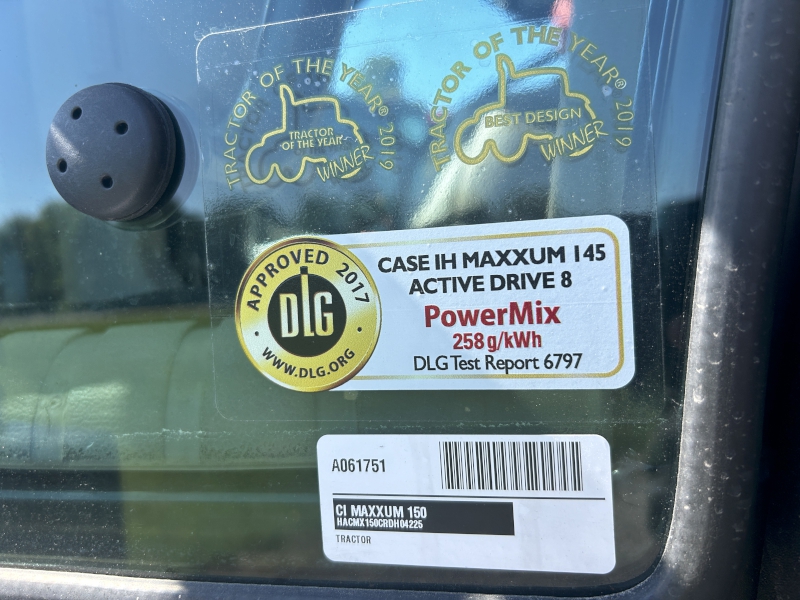 TRACTOR OF THE YEAR® 2019
TRACTOR
OF THE YEAR
WINNER
TRACTOR OF THE YEAR® 2019
BEST DESIGN
WINNER
APPROVED 2017
DLG
WWW.DLG.ORG
CASE IH MAXXUM 145
ACTIVE DRIVE 8
PowerMix
258 g/kWh
DLG Test Report 6797
A061751
CI MAXXUM 150
HACMX150CRDH04225
TRACTOR